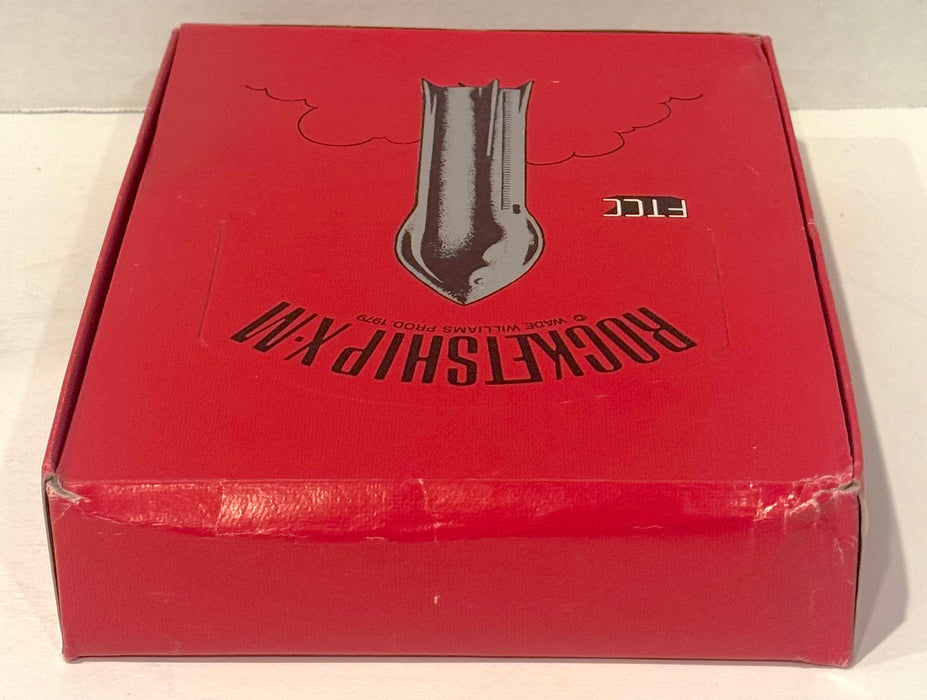 ROCKETSHIP X-M
© WADE WILLIAMS PROD. 1979
FTCC